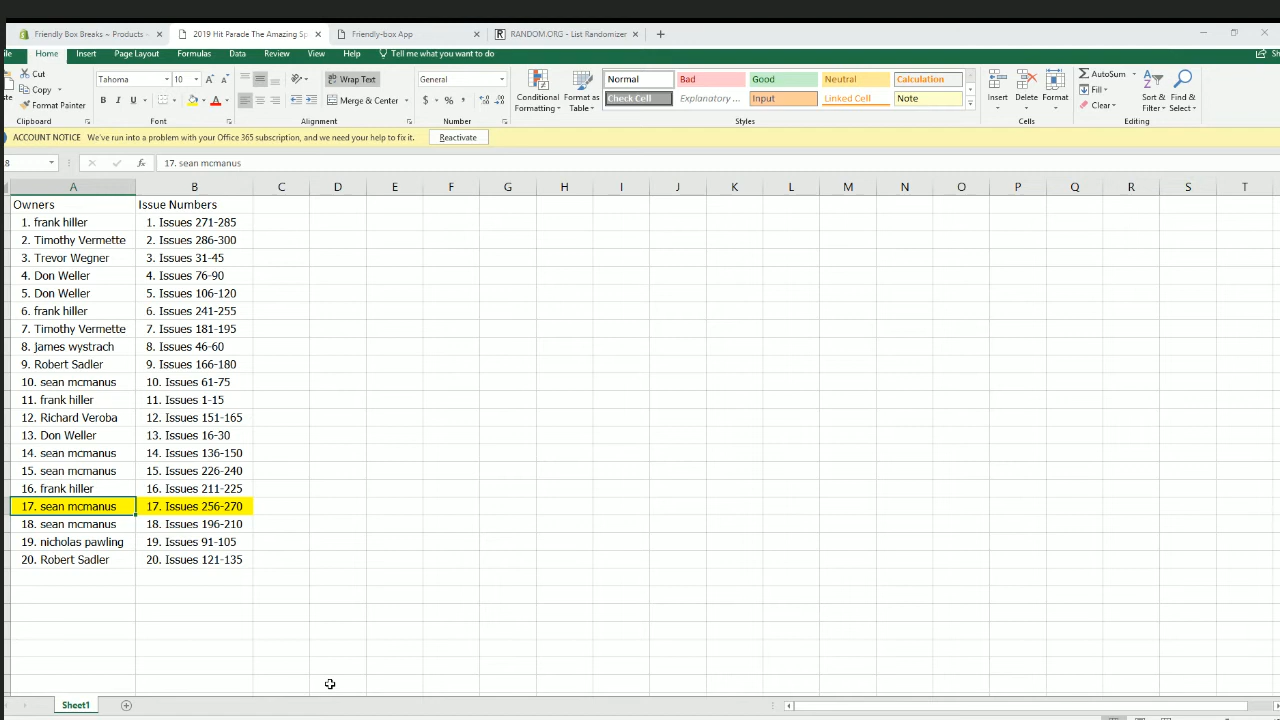 Friendly Box Breaks ~ Products -
2019 Hit Parade The Amazing Sp
Friendly-box App
RANDOM.ORG - List Randomizer
Home Insert Page Layout Formulas Data Review View Help Tell me what you want to do
Cut
Copy
Format Painter
Clipboard
Tahoma 10
B I U
Font
Wrap Text
Merge & Center
Alignment
General
$ % ,
Number
Conditional Formatting
Format as Table
Normal Bad Good Neutral Calculation
Check Cell Explanatory ... Input Linked Cell Note
Styles
Insert Delete Format
Cells
AutoSum
Fill
Clear
Sort & Filter
Find & Select
Editing
ACCOUNT NOTICE We've run into a problem with your Office 365 subscription, and we need your help to fix it. Reactivate
fx 17. sean mcmanus
A B C D E F G H I J K L M N O P Q R S T
Owners Issue Numbers
1. frank hiller 1. Issues 271-285
2. Timothy Vermette 2. Issues 286-300
3. Trevor Wegner 3. Issues 31-45
4. Don Weller 4. Issues 76-90
5. Don Weller 5. Issues 106-120
6. frank hiller 6. Issues 241-255
7. Timothy Vermette 7. Issues 181-195
8. james wystrach 8. Issues 46-60
9. Robert Sadler 9. Issues 166-180
10. sean mcmanus 10. Issues 61-75
11. frank hiller 11. Issues 1-15
12. Richard Veroba 12. Issues 151-165
13. Don Weller 13. Issues 16-30
14. sean mcmanus 14. Issues 136-150
15. sean mcmanus 15. Issues 226-240
16. frank hiller 16. Issues 211-225
17. sean mcmanus 17. Issues 256-270
18. sean mcmanus 18. Issues 196-210
19. nicholas pawling 19. Issues 91-105
20. Robert Sadler 20. Issues 121-135
Sheet1